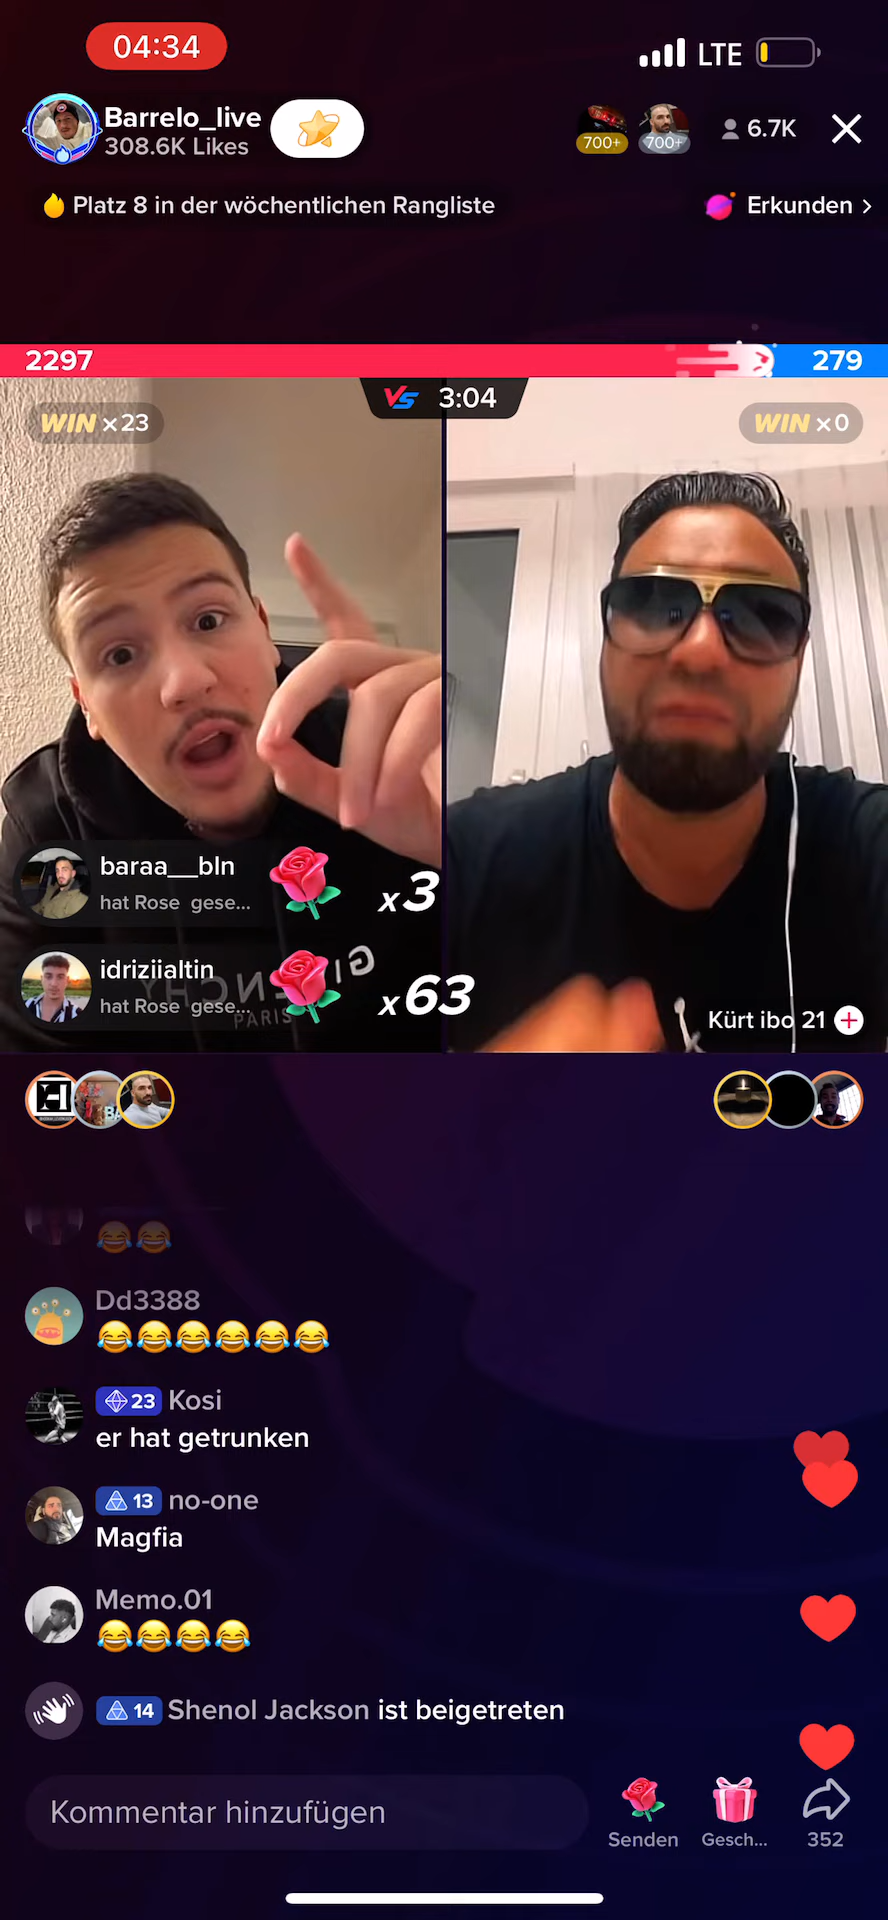 04:34
LTE
Barrelo_live
308.6K Likes
700+
700+
6.7K
Platz 8 in der wöchentlichen Rangliste
Erkunden >
2297
279
VS 3:04
WIN x23
WIN x0
baraa__bln
hat Rose gese...
x3
idriziialtin
hat Rose gese...
x63
PARIS
Kürt ibo 21
Dd3388
😂😂😂😂😂😂
23 Kosi
er hat getrunken
13 no-one
Magfia
Memo.01
😂😂😂😂
14 Shenol Jackson ist beigetreten
Kommentar hinzufügen
Senden
Gesch...
352